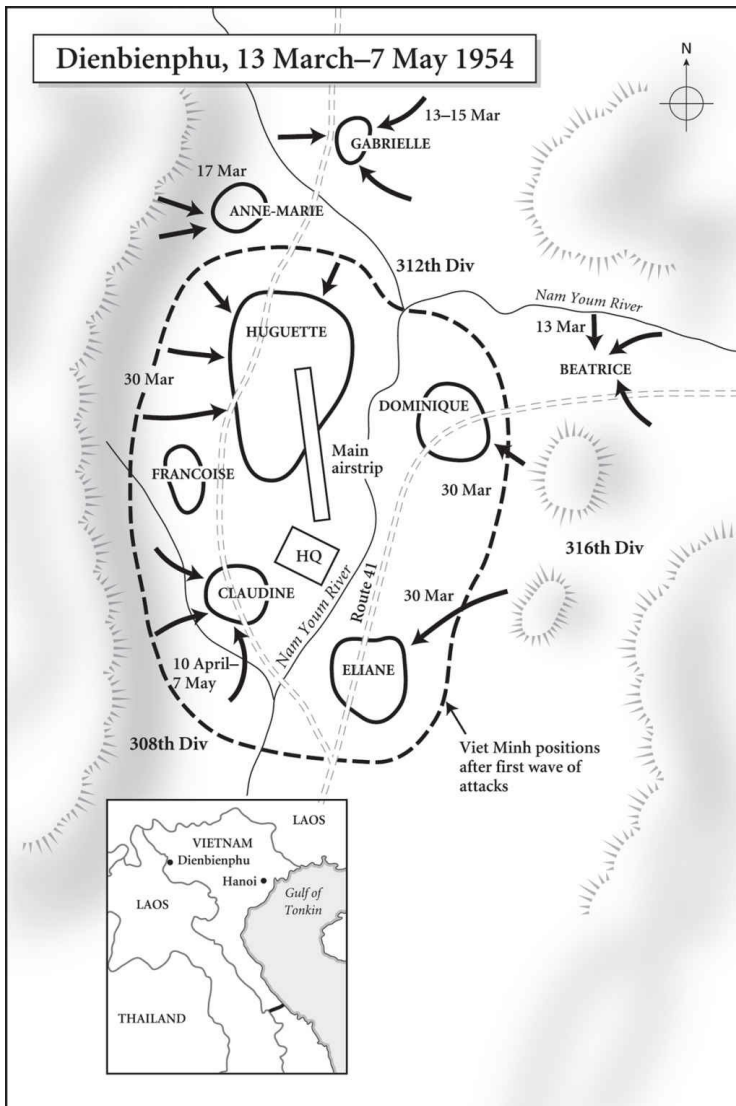 Dienbienphu, 13 March–7 May 1954
N
13–15 Mar
GABRIELLE
17 Mar
ANNE-MARIE
312th Div
Nam Youm River
13 Mar
HUGUETTE
BEATRICE
30 Mar
DOMINIQUE
Main
airstrip
FRANCOISE
30 Mar
316th Div
HQ
CLAUDINE
Nam Youm River
Route 41
30 Mar
10 April–
7 May
ELIANE
308th Div
Viet Minh positions
after first wave of
attacks
LAOS
VIETNAM
Dienbienphu
Hanoi
Gulf of
Tonkin
LAOS
THAILAND